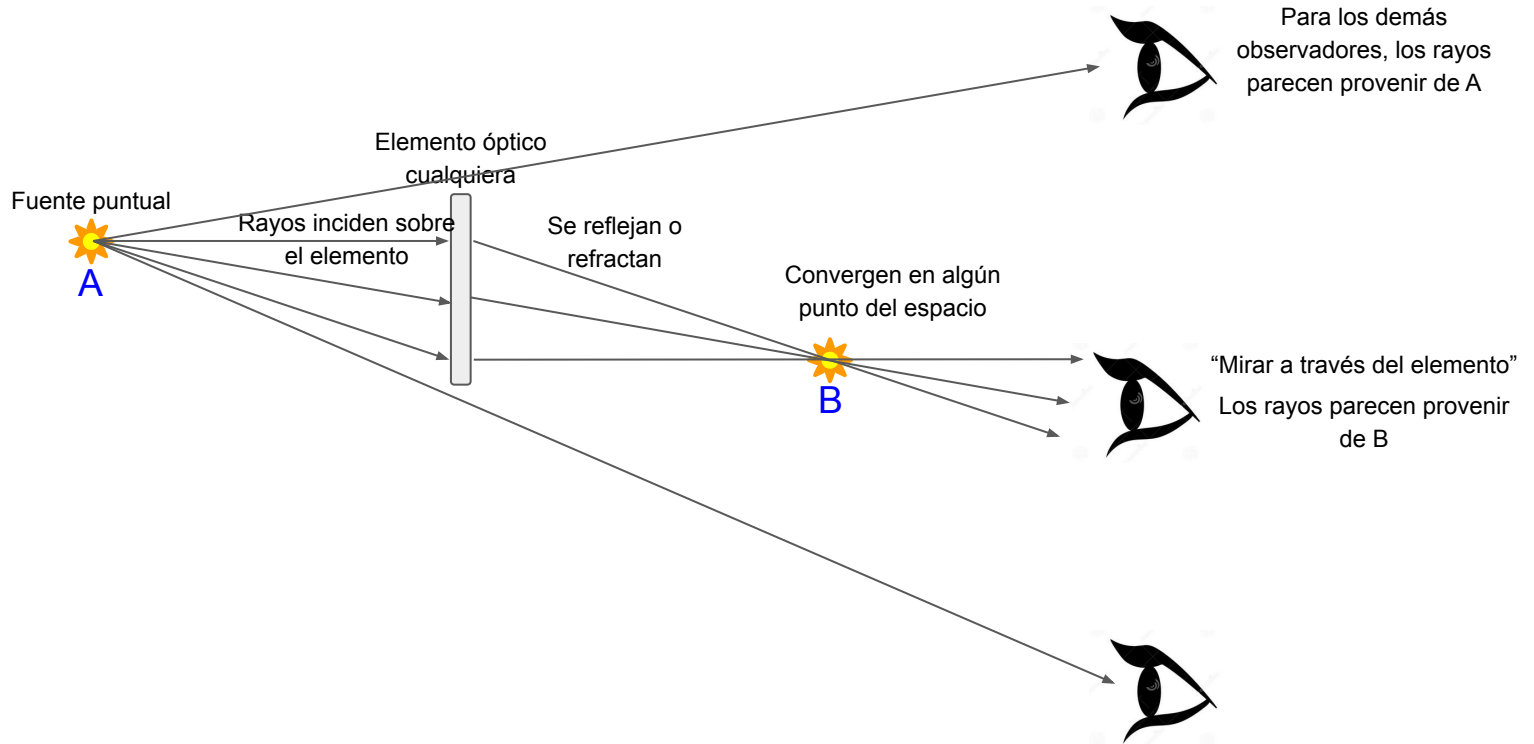 Para los demás
observadores, los rayos
parecen provenir de A
Elemento óptico
cualquiera
Fuente puntual
A
Rayos inciden sobre
el elemento
Se reflejan o
refractan
Convergen en algún
punto del espacio
B
“Mirar a través del elemento”
Los rayos parecen provenir
de B